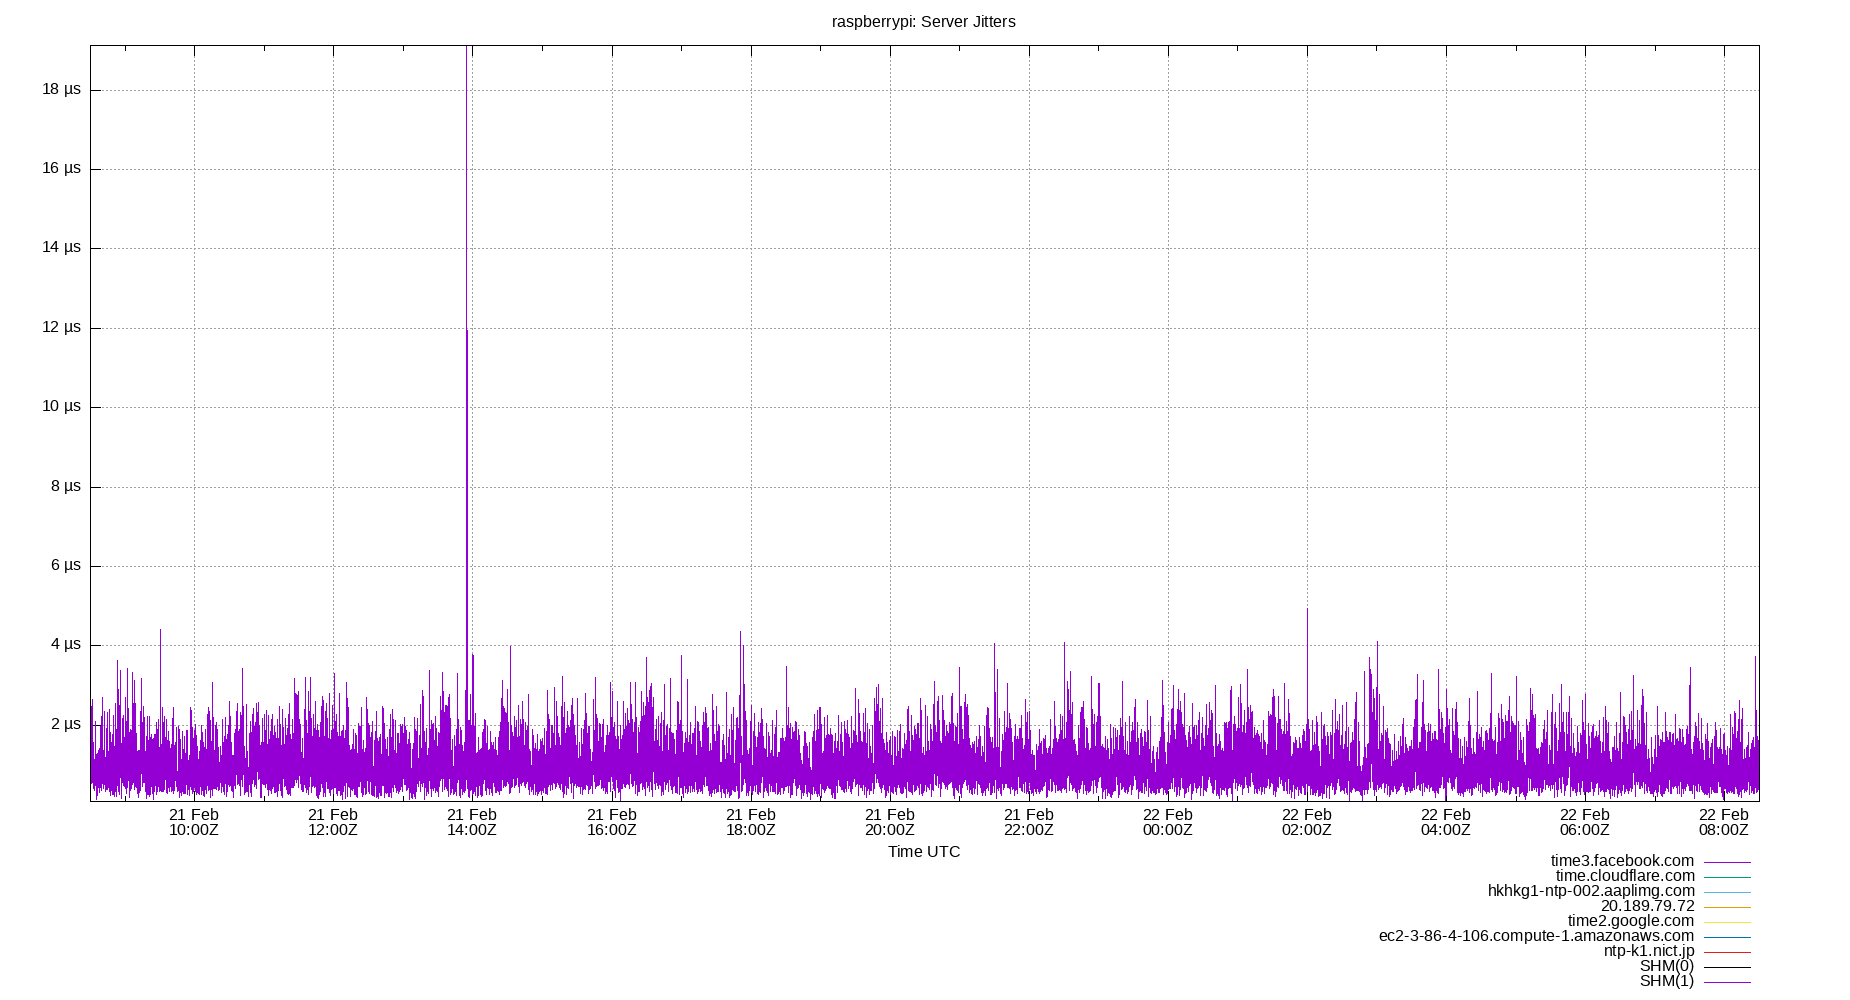 raspberrypi: Server Jitters
18 µs
16 µs
14 µs
12 µs
10 µs
8 µs
6 µs
4 µs
2 µs
21 Feb 21 Feb 21 Feb 21 Feb 21 Feb 21 Feb 21 Feb 22 Feb 22 Feb 22 Feb 22 Feb 22 Feb
10:00Z 12:00Z 14:00Z 16:00Z 18:00Z 20:00Z 22:00Z 00:00Z 02:00Z 04:00Z 06:00Z 08:00Z
Time UTC
time3.facebook.com
time.cloudflare.com
hkhkg1-ntp-002.aaplimg.com
20.189.79.72
time2.google.com
ec2-3-86-4-106.compute-1.amazonaws.com
ntp-k1.nict.jp
SHM(0)
SHM(1)